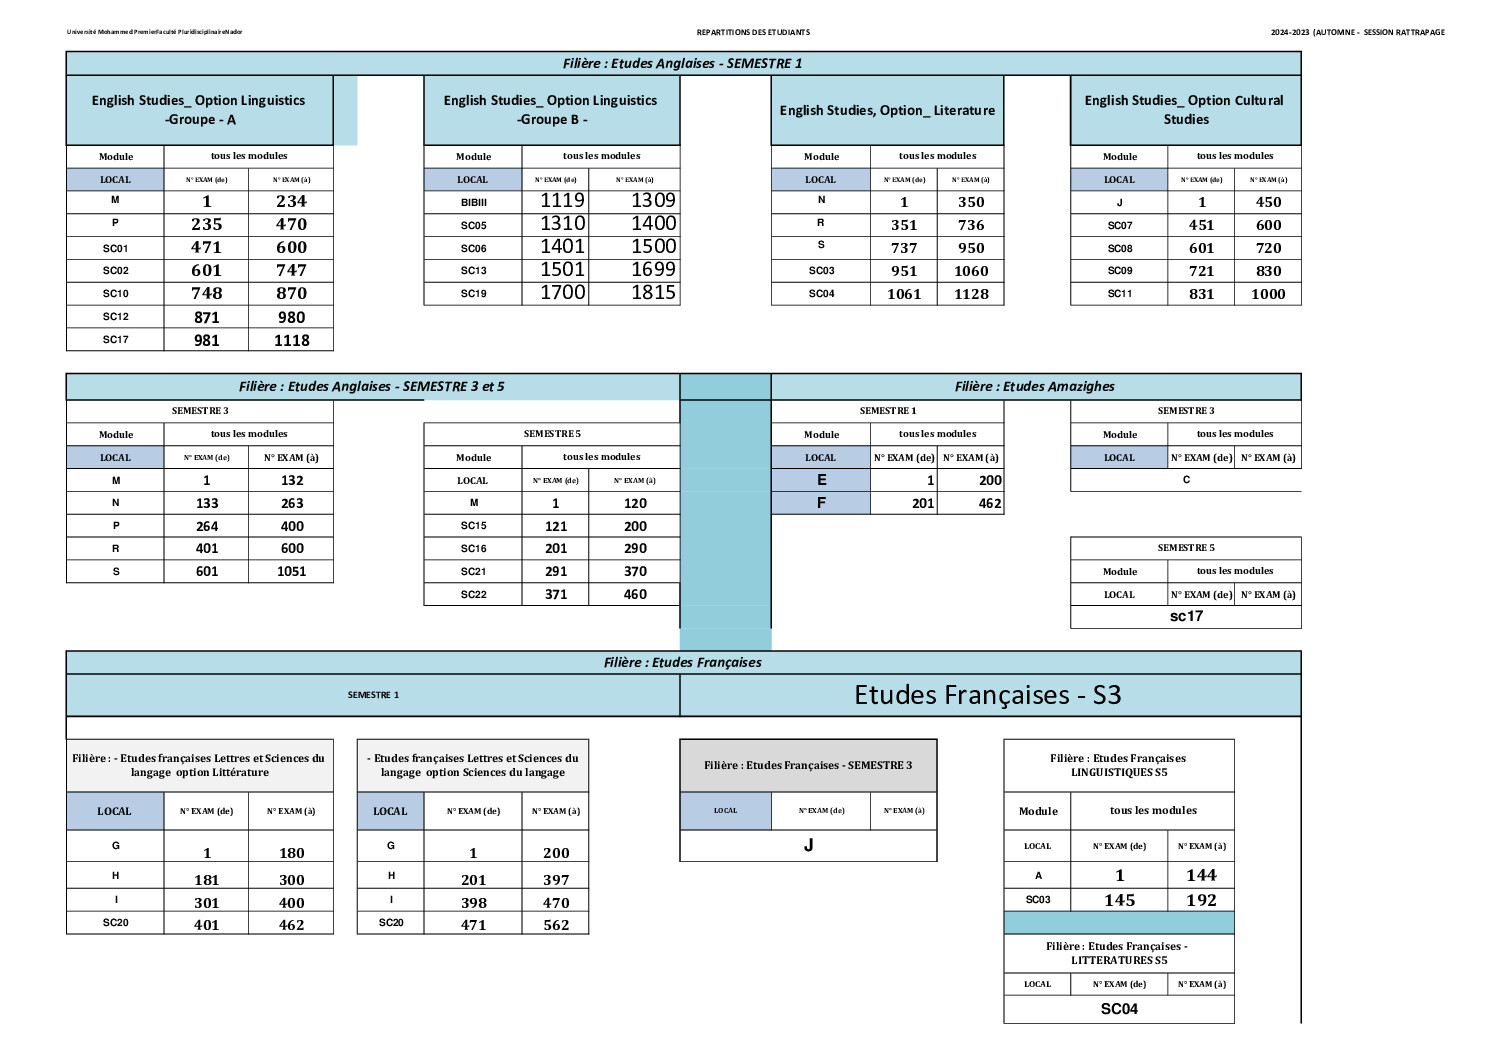 Université Mohammed PremierFaculté PluridisciplinaireNador
REPARTITIONS DES ETUDIANTS
2024-2023 (AUTOMNE - SESSION RATTRAPAGE
Filière : Etudes Anglaises - SEMESTRE 1
English Studies_ Option Linguistics
-Groupe - A
Module tous les modules
LOCAL N° EXAM (de) N° EXAM (à)
M 1 234
P 235 470
SC01 471 600
SC02 601 747
SC10 748 870
SC12 871 980
SC17 981 1118
English Studies_ Option Linguistics
-Groupe B -
Module tous les modules
LOCAL N° EXAM (de) N° EXAM (à)
BIBIII 1119 1309
SC05 1310 1400
SC06 1401 1500
SC13 1501 1699
SC19 1700 1815
English Studies, Option_ Literature
Module tous les modules
LOCAL N° EXAM (de) N° EXAM (à)
N 1 350
R 351 736
S 737 950
SC03 951 1060
SC04 1061 1128
English Studies_ Option Cultural
Studies
Module tous les modules
LOCAL N° EXAM (de) N° EXAM (à)
J 1 450
SC07 451 600
SC08 601 720
SC09 721 830
SC11 831 1000
Filière : Etudes Anglaises - SEMESTRE 3 et 5
SEMESTRE 3
Module tous les modules
LOCAL N° EXAM (de) N° EXAM (à)
M 1 132
N 133 263
P 264 400
R 401 600
S 601 1051
SEMESTRE 5
Module tous les modules
LOCAL N° EXAM (de) N° EXAM (à)
M 1 120
SC15 121 200
SC16 201 290
SC21 291 370
SC22 371 460
Filière : Etudes Amazighes
SEMESTRE 1
Module tous les modules
LOCAL N° EXAM (de) N° EXAM (à)
E 1 200
F 201 462
SEMESTRE 3
Module tous les modules
LOCAL N° EXAM (de) N° EXAM (à)
C
SEMESTRE 5
Module tous les modules
LOCAL N° EXAM (de) N° EXAM (à)
sc17
Filière : Etudes Françaises
SEMESTRE 1
Etudes Françaises - S3
Filière : - Etudes françaises Lettres et Sciences du
langage option Littérature
LOCAL N° EXAM (de) N° EXAM (à)
G 1 180
H 181 300
I 301 400
SC20 401 462
- Etudes françaises Lettres et Sciences du
langage option Sciences du langage
LOCAL N° EXAM (de) N° EXAM (à)
G 1 200
H 201 397
I 398 470
SC20 471 562
Filière : Etudes Françaises - SEMESTRE 3
LOCAL N° EXAM (de) N° EXAM (à)
J
Filière : Etudes Françaises
LINGUISTIQUES S5
Module tous les modules
LOCAL N° EXAM (de) N° EXAM (à)
A 1 144
SC03 145 192
Filière : Etudes Françaises -
LITTERATURES S5
LOCAL N° EXAM (de) N° EXAM (à)
SC04